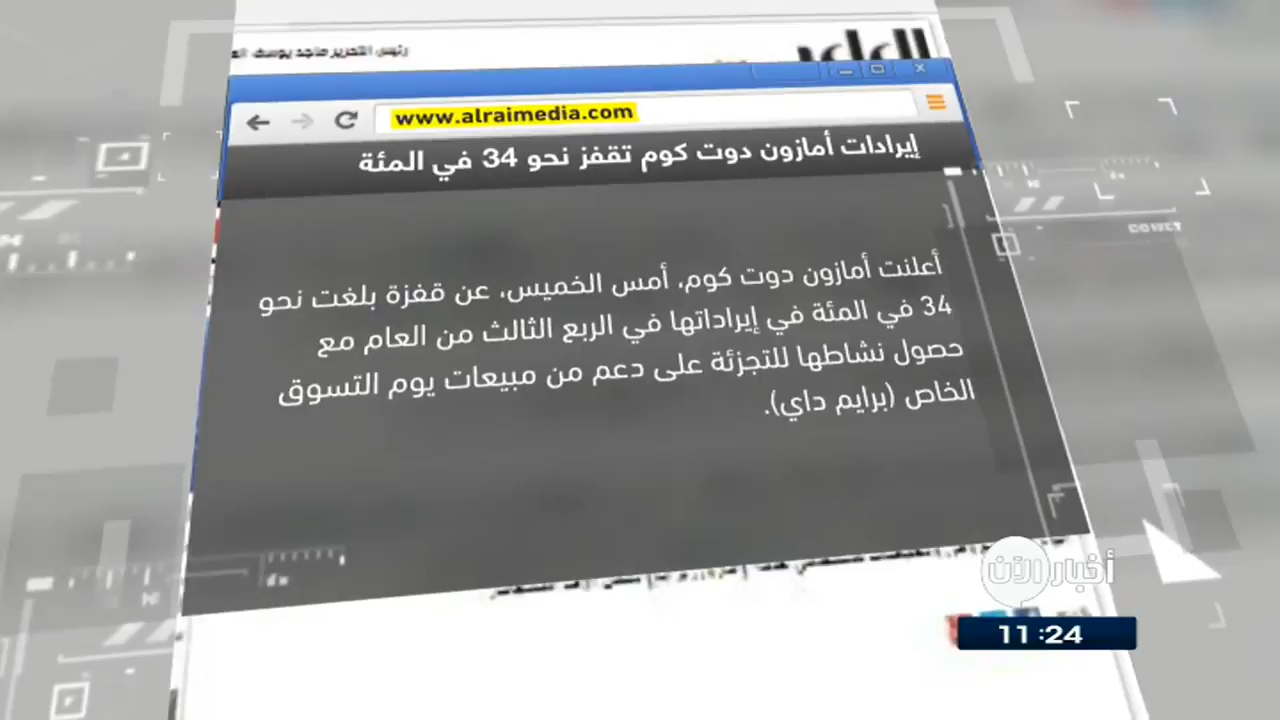 رئيس التحرير ماجد يوسف
الراي
www.alraimedia.com
إيرادات أمازون دوت كوم تقفز نحو 34 في المئة
أعلنت أمازون دوت كوم، أمس الخميس، عن قفزة بلغت نحو
34 في المئة في إيراداتها في الربع الثالث من العام مع
حصول نشاطها للتجزئة على دعم من مبيعات يوم التسوق
الخاص (برايم داي).
COMET
أخبار الآن
11:24